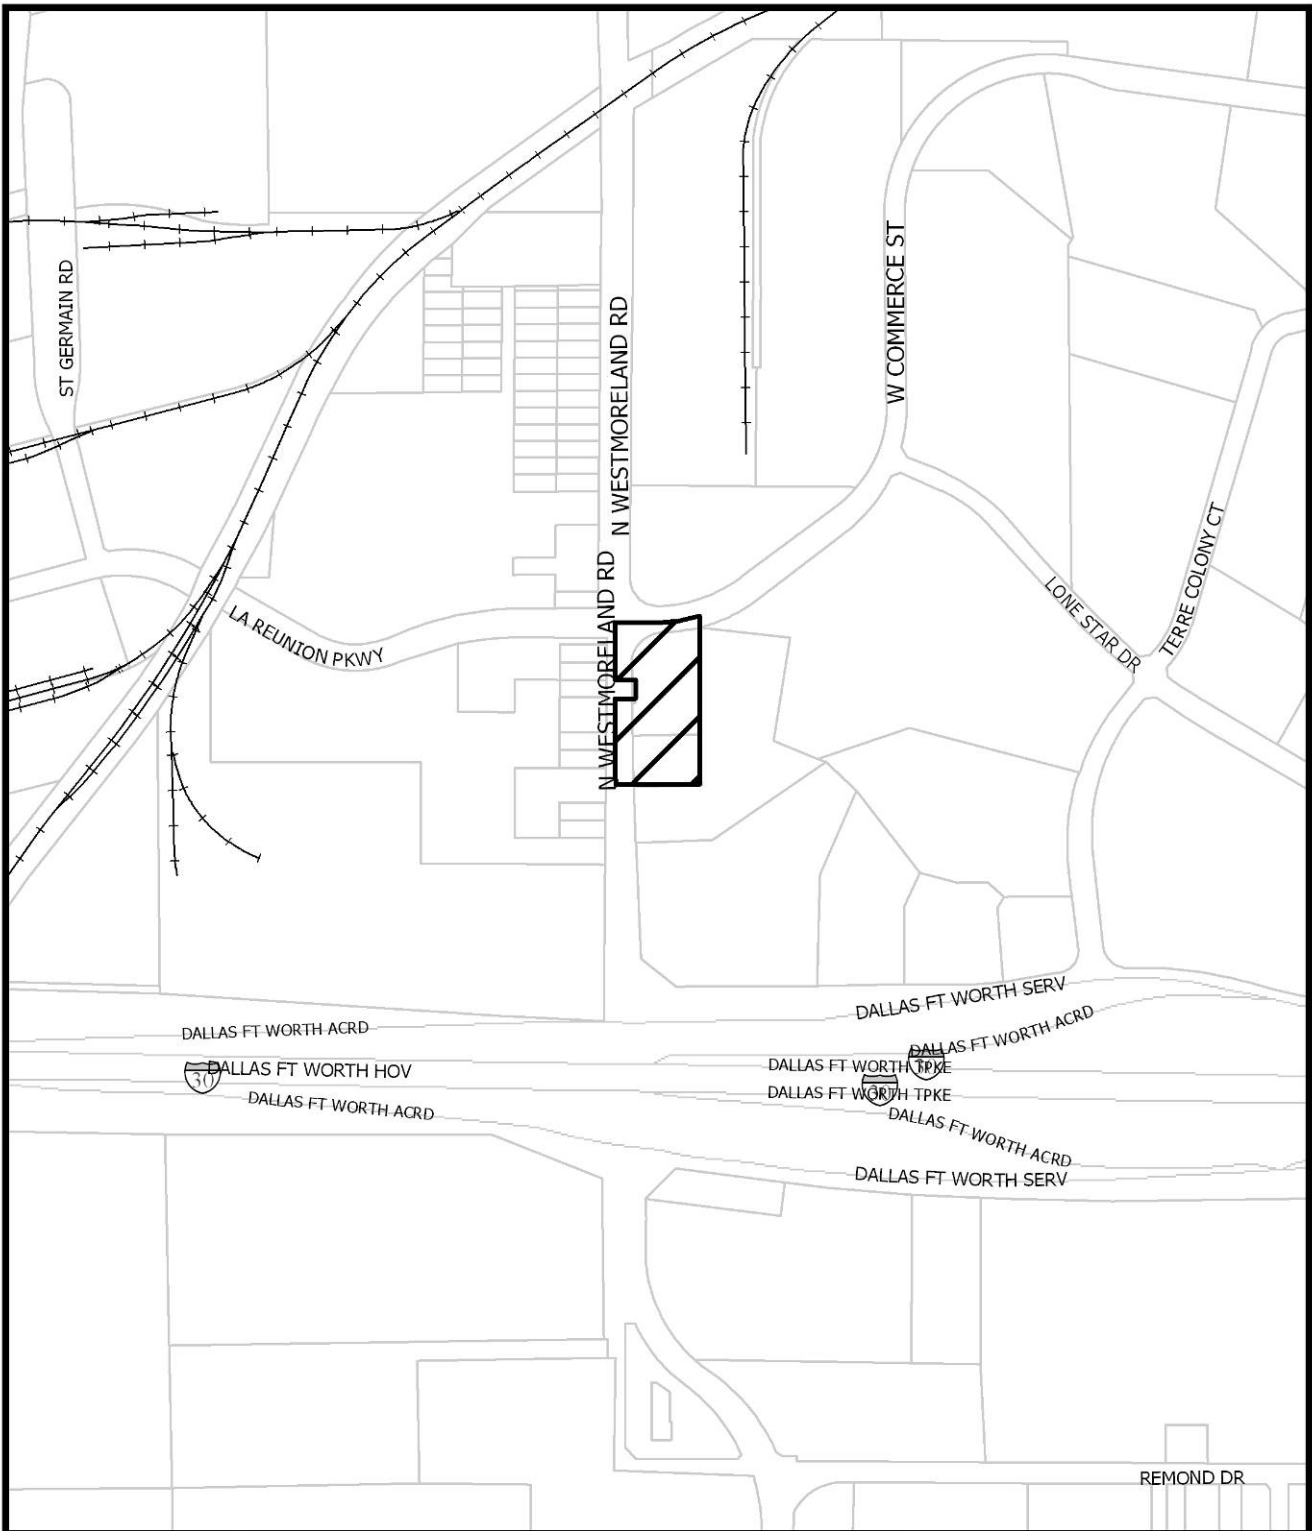 ST GERMAIN RD
N WESTMORELAND RD
W COMMERCE ST
N WESTMORELAND RD
LA REUNION PKWY
LONE STAR DR
TERRE COLONY CT
DALLAS FT WORTH SERV
DALLAS FT WORTH ACRD
DALLAS FT WORTH ACRD
DALLAS FT WORTH HOV
30
DALLAS FT WORTH TPKE
30
DALLAS FT WORTH TPKE
30
DALLAS FT WORTH ACRD
DALLAS FT WORTH ACRD
DALLAS FT WORTH SERV
REMOND DR